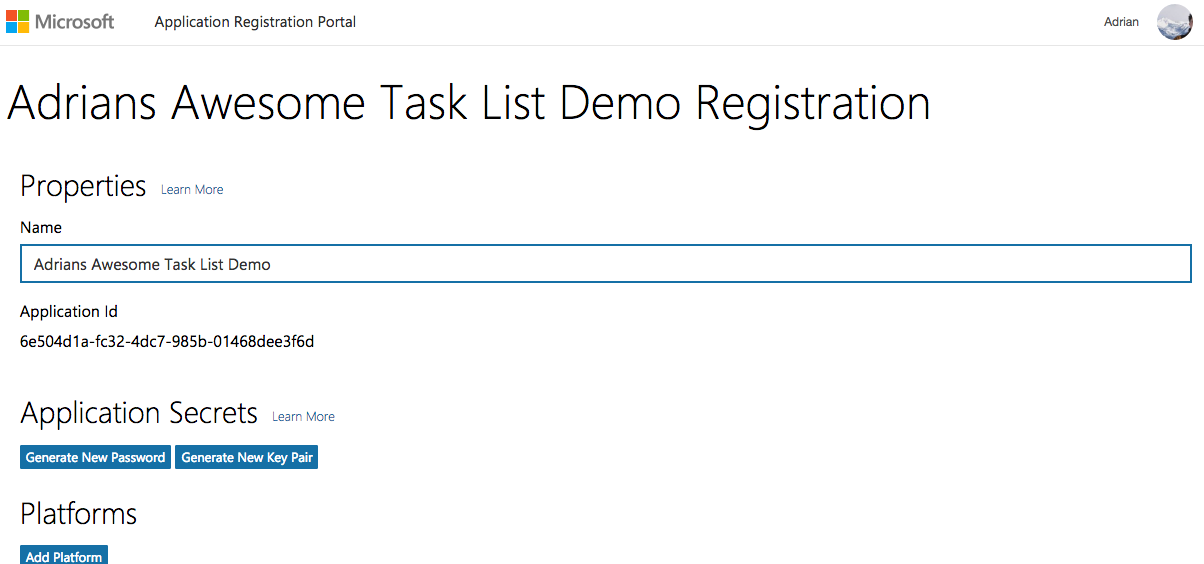 Microsoft Application Registration Portal Adrian
Adrians Awesome Task List Demo Registration
Properties Learn More
Name
Adrians Awesome Task List Demo
Application Id
6e504d1a-fc32-4dc7-985b-01468dee3f6d
Application Secrets Learn More
Generate New Password Generate New Key Pair
Platforms
Add Platform